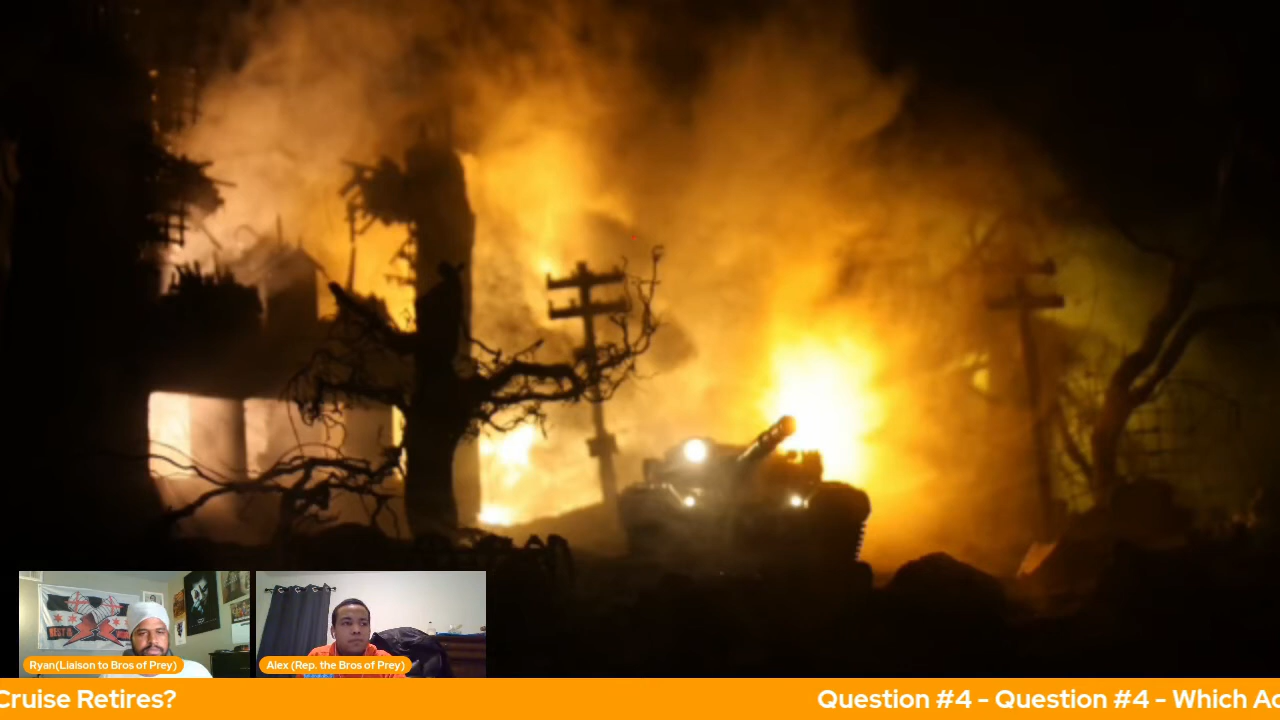 Ryan(Liaison to Bros of Prey)
Alex (Rep. the Bros of Prey)
Cruise Retires?
Question #4 - Question #4 - Which Ac